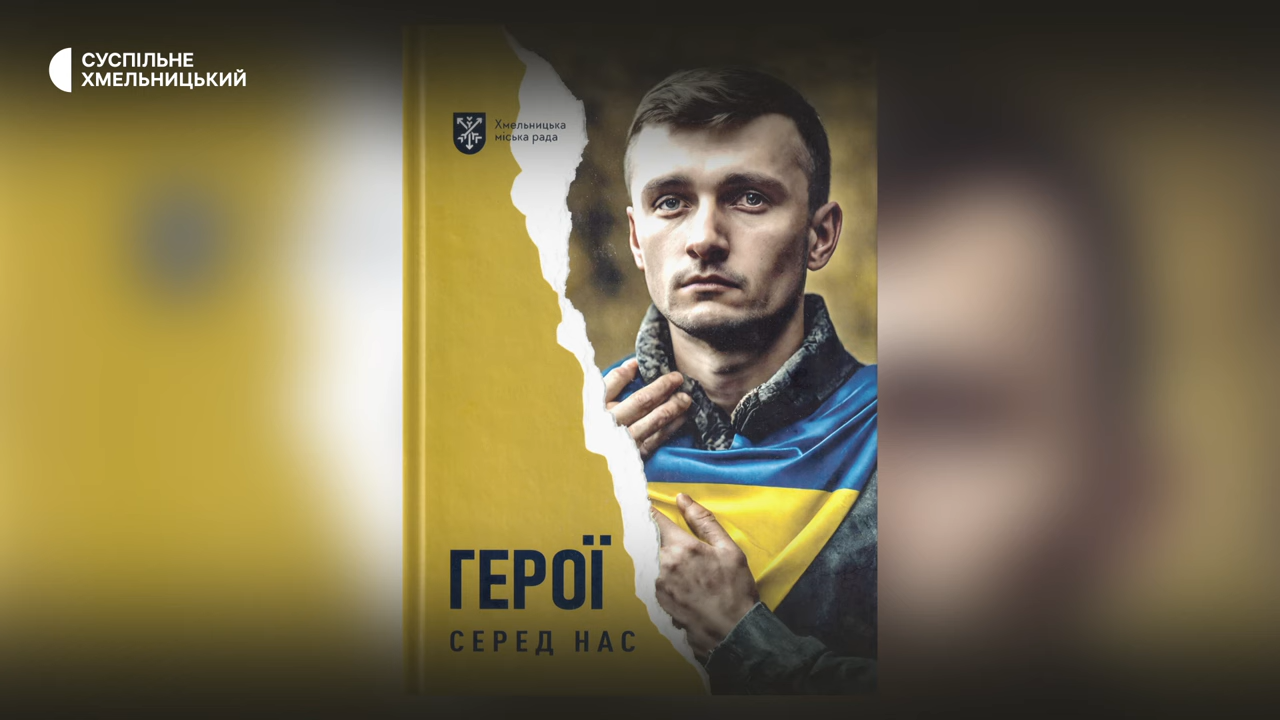 СУСПІЛЬНЕ
ХМЕЛЬНИЦЬКИЙ
Хмельницька
міська рада
ГЕРОЇ
СЕРЕД НАС